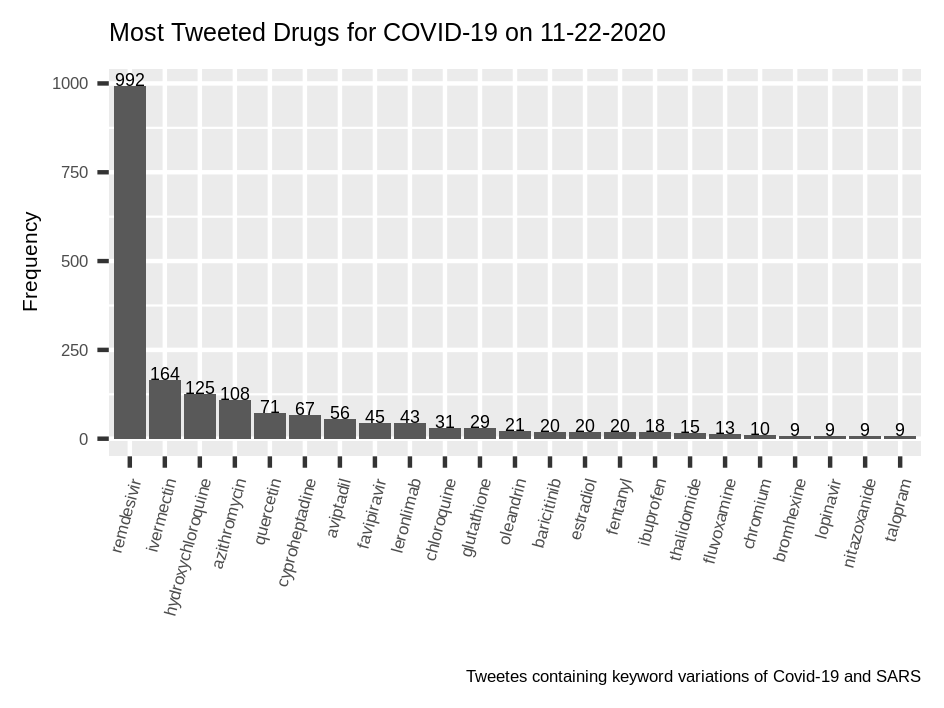 Most Tweeted Drugs for COVID-19 on 11-22-2020
Frequency
1000
750
500
250
0
992
164
125
108
71
67
56
45
43
31
29
21
20
20
20
18
15
13
10
9
9
9
9
remdesivir
ivermectin
hydroxychloroquine
azithromycin
quercetin
cyproheptadine
aviptadil
favipiravir
leronlimab
chloroquine
glutathione
oleandrin
baricitinib
estradiol
fentanyl
ibuprofen
thalidomide
fluvoxamine
chromium
bromhexine
lopinavir
nitazoxanide
talopram
Tweetes containing keyword variations of Covid-19 and SARS